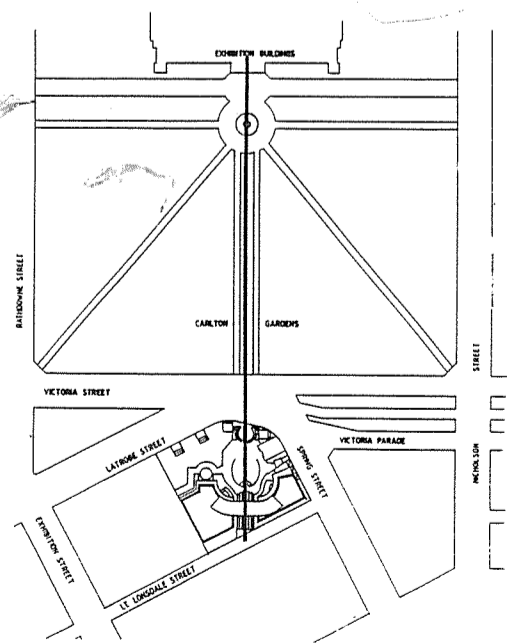 EXHIBITION BUILDINGS
RATHDOWNE STREET
CARLTON GARDENS
STREET
VICTORIA STREET
LATROBE STREET
VICTORIA PARADE
SPRING STREET
NICHOLSON
EXHIBITION STREET
LT LONSDALE STREET